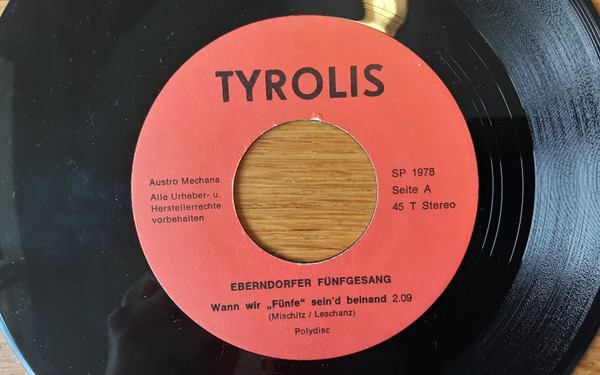 TYROLIS
Austro Mechana
Alle Urheber- u.
Herstellerrechte
vorbehalten
SP 1978
Seite A
45 T Stereo
EBERNDORFER FÜNFGESANG
Wann wir „Fünfe“ sein'd beinand 2.09
(Mischitz / Leschanz)
Polydisc